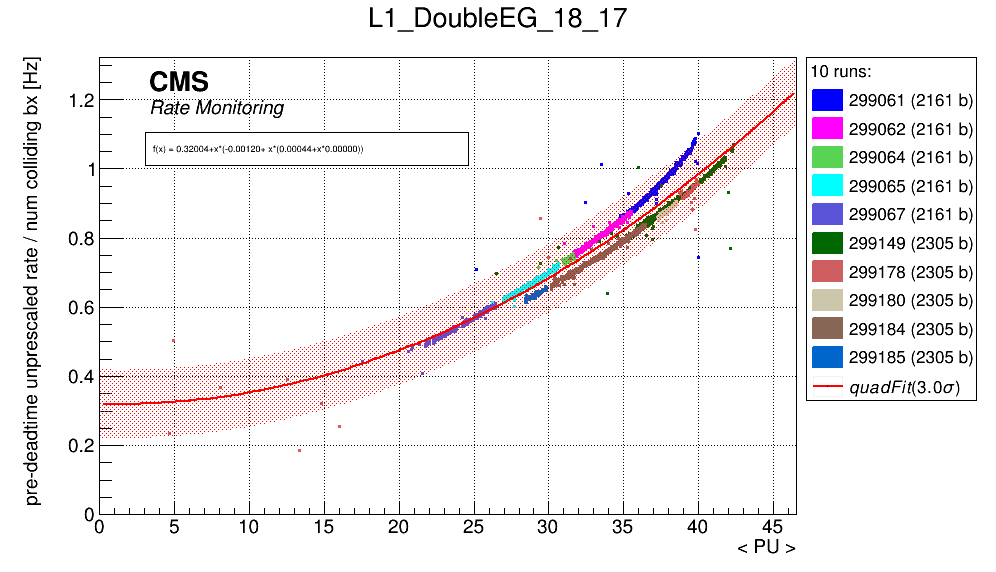 L1_DoubleEG_18_17
pre-deadtime unprescaled rate / num colliding bx [Hz]
CMS
Rate Monitoring
f(x) = 0.32004+x*(-0.00120+ x*(0.00044+x*0.00000))
1.2
1
0.8
0.6
0.4
0.2
0
0 5 10 15 20 25 30 35 40 45
< PU >
10 runs:
299061 (2161 b)
299062 (2161 b)
299064 (2161 b)
299065 (2161 b)
299067 (2161 b)
299149 (2305 b)
299178 (2305 b)
299180 (2305 b)
299184 (2305 b)
299185 (2305 b)
quadFit(3.0σ)